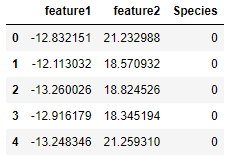 feature1 feature2 Species
0 -12.832151 21.232988 0
1 -12.113032 18.570932 0
2 -13.260026 18.824526 0
3 -12.916179 18.345194 0
4 -13.248346 21.259310 0